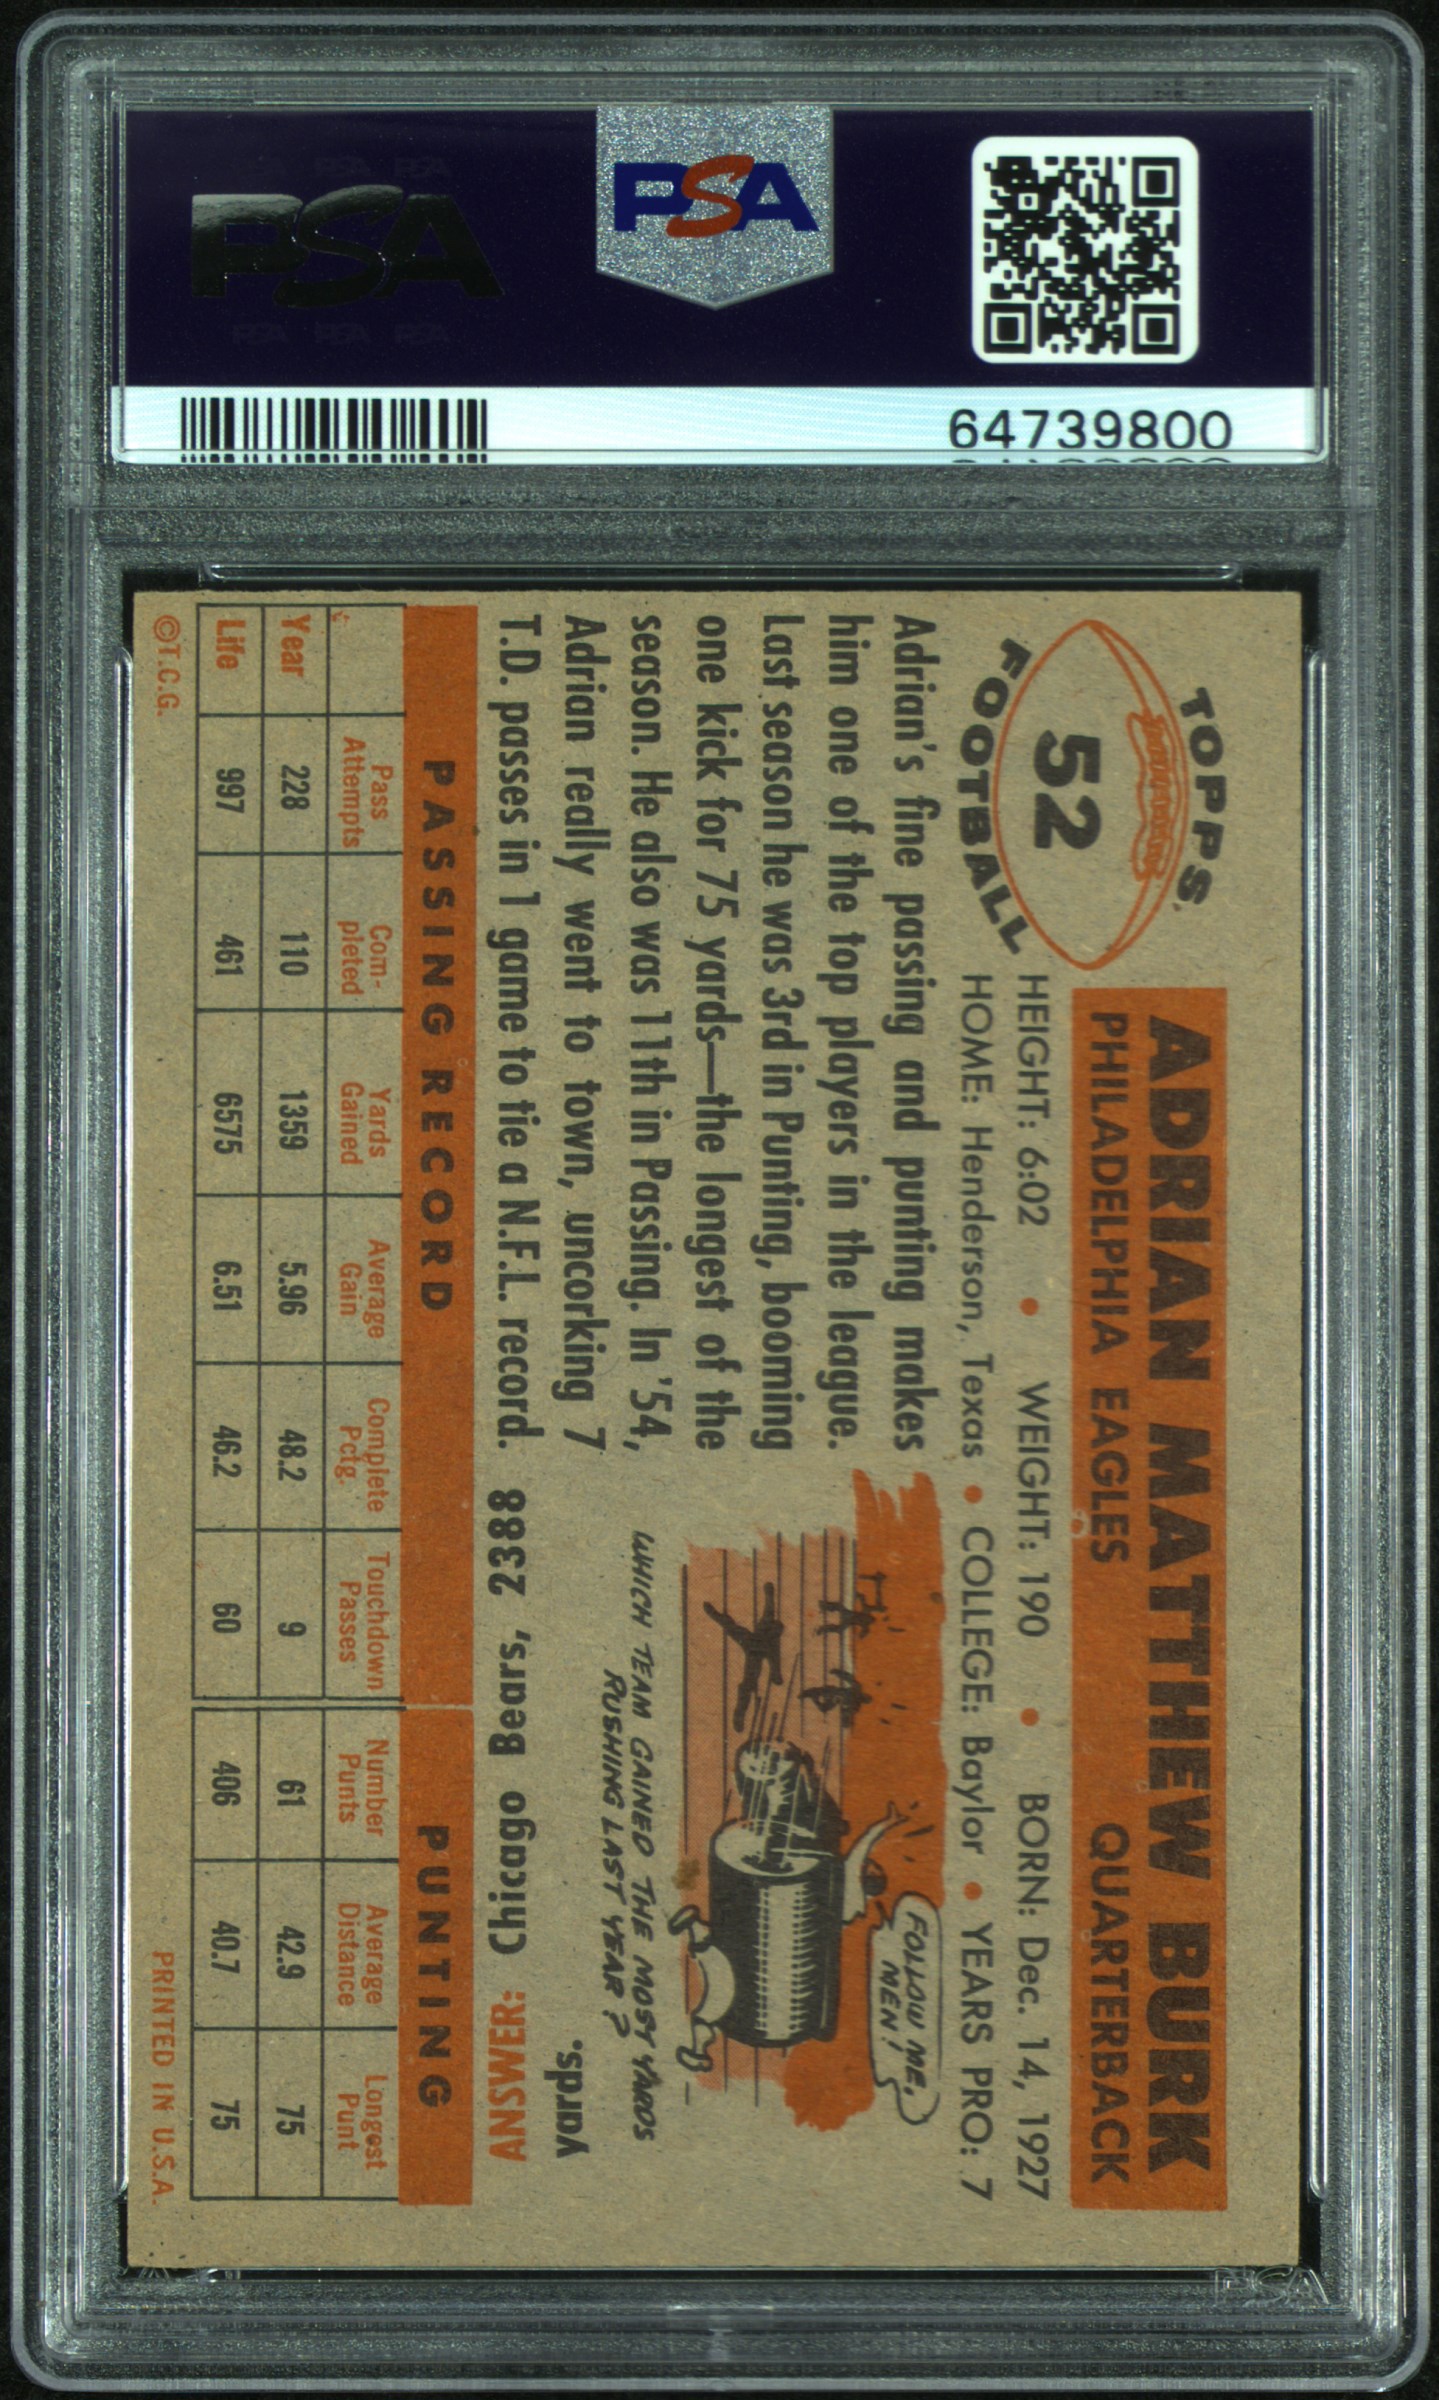 PSA
PSA
64739800
TOPPS
52
FOOTBALL
ADRIAN MATTHEW BURK
PHILADELPHIA EAGLES QUARTERBACK
HEIGHT: 6:02 • WEIGHT: 190 • BORN: Dec. 14, 1927
HOME: Henderson, Texas • COLLEGE: Baylor • YEARS PRO: 7
Adrian's fine passing and punting makes
him one of the top players in the league.
Last season he was 3rd in Punting, booming
one kick for 75 yards—the longest of the
season. He also was 11th in Passing. In '54,
Adrian really went to town, uncorking 7
T.D. passes in 1 game to tie a N.F.L. record.
FOLLOW ME,
MEN!
WHICH TEAM GAINED THE MOST YARDS
RUSHING LAST YEAR?
ANSWER: Chicago Bears, 2388
yards.
PASSING RECORD PUNTING
Pass Attempts Com-pleted Yards Gained Average Gain Complete Pctg. Touchdown Passes Number Punts Average Distance Longest Punt
Year 228 110 1359 5.96 48.2 9 61 42.9 75
Life 997 461 6575 6.51 46.2 60 406 40.7 75
©T.C.G. PRINTED IN U.S.A.
PSA